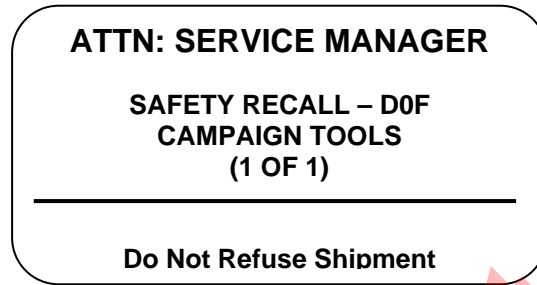 ATTN: SERVICE MANAGER
SAFETY RECALL – D0F
CAMPAIGN TOOLS
(1 OF 1)
Do Not Refuse Shipment